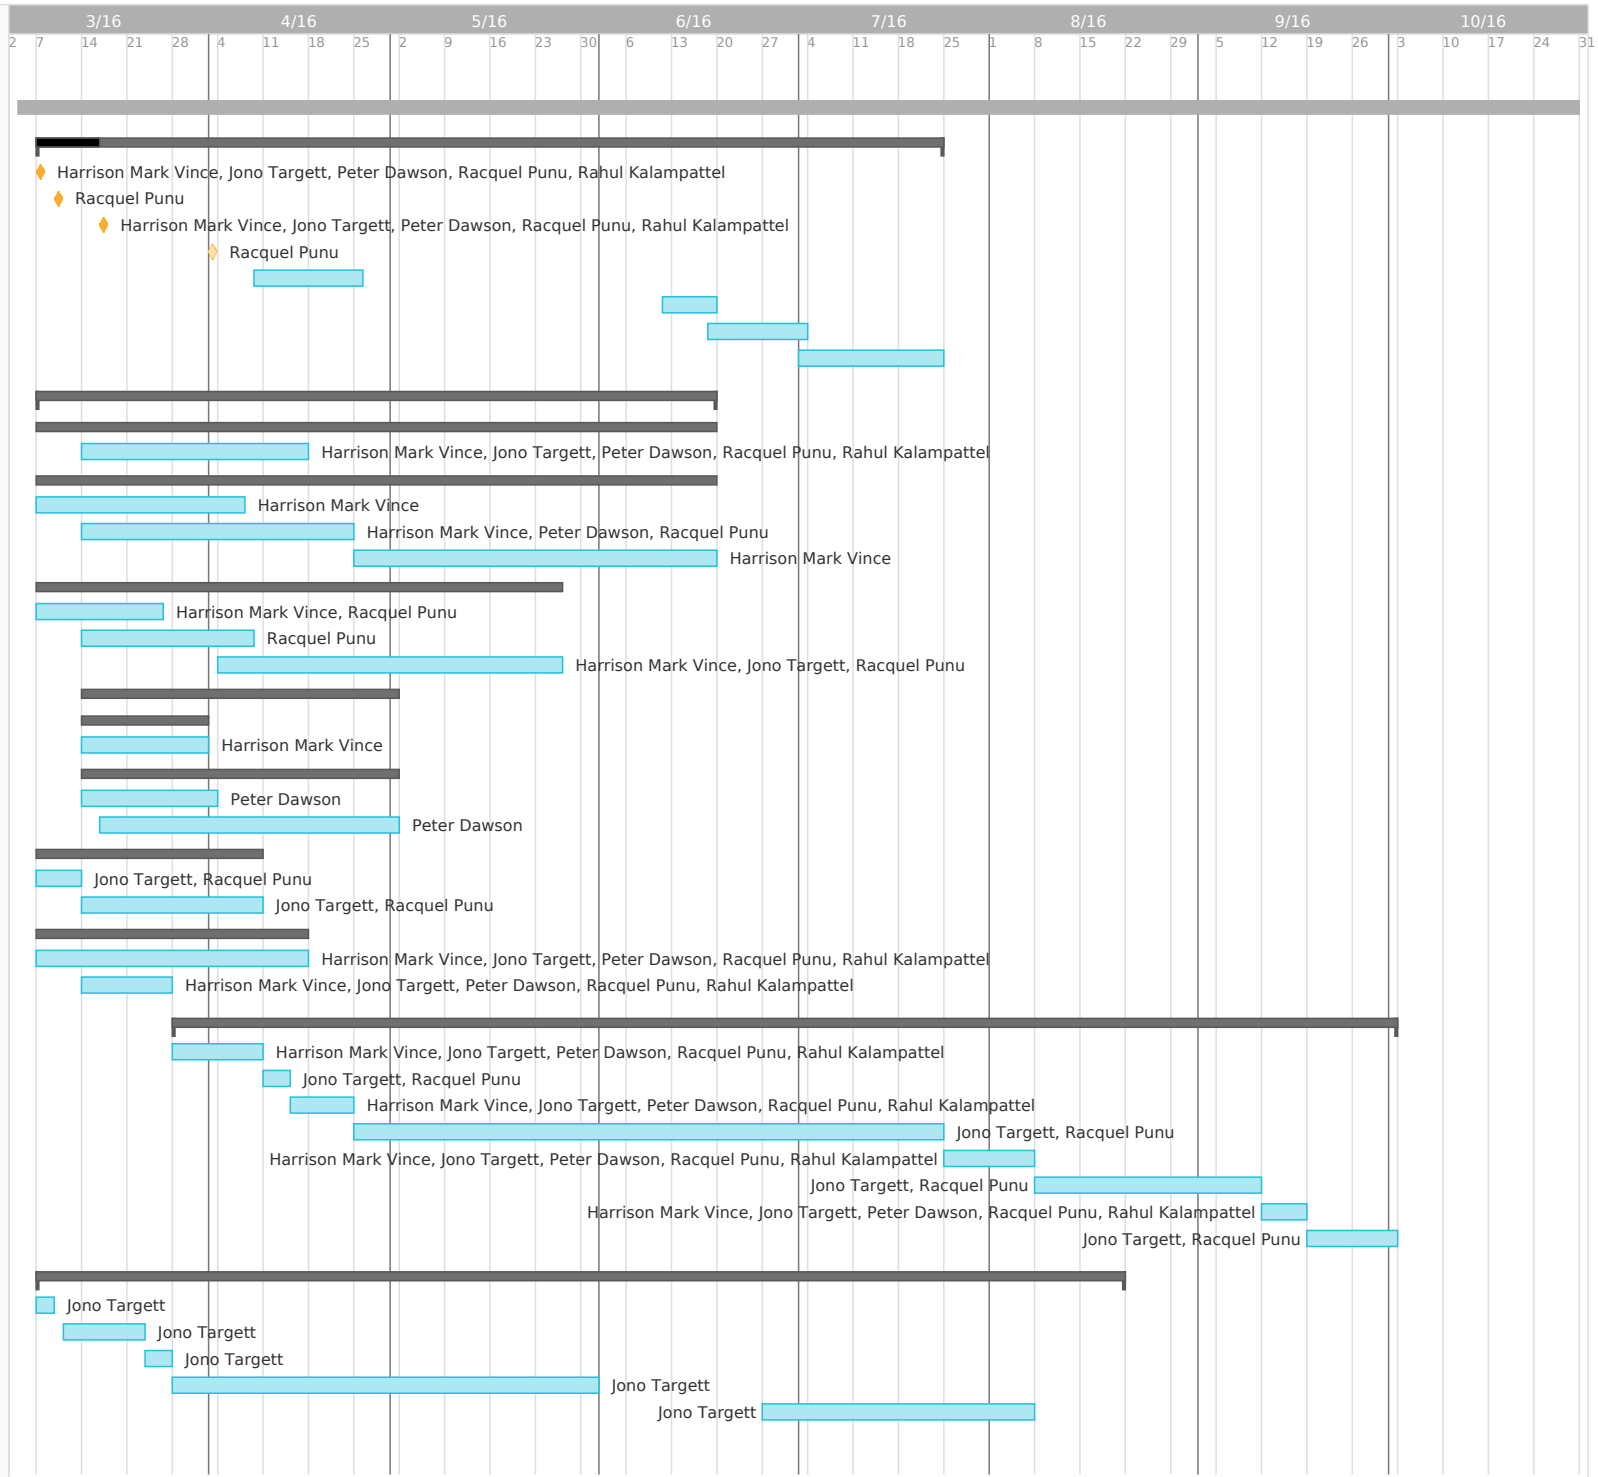 3/16 4/16 5/16 6/16 7/16 8/16 9/16 10/16
2 7 14 21 28 4 11 18 25 2 9 16 23 30 6 13 20 27 4 11 18 25 1 8 15 22 29 5 12 19 26 3 10 17 24 31
Harrison Mark Vince, Jono Targett, Peter Dawson, Racquel Punu, Rahul Kalampattel
Racquel Punu
Harrison Mark Vince, Jono Targett, Peter Dawson, Racquel Punu, Rahul Kalampattel
Racquel Punu
Harrison Mark Vince, Jono Targett, Peter Dawson, Racquel Punu, Rahul Kalampattel
Harrison Mark Vince
Harrison Mark Vince, Peter Dawson, Racquel Punu
Harrison Mark Vince
Harrison Mark Vince, Racquel Punu
Racquel Punu
Harrison Mark Vince, Jono Targett, Racquel Punu
Harrison Mark Vince
Peter Dawson
Peter Dawson
Jono Targett, Racquel Punu
Jono Targett, Racquel Punu
Harrison Mark Vince, Jono Targett, Peter Dawson, Racquel Punu, Rahul Kalampattel
Harrison Mark Vince, Jono Targett, Peter Dawson, Racquel Punu, Rahul Kalampattel
Harrison Mark Vince, Jono Targett, Peter Dawson, Racquel Punu, Rahul Kalampattel
Jono Targett, Racquel Punu
Harrison Mark Vince, Jono Targett, Peter Dawson, Racquel Punu, Rahul Kalampattel
Jono Targett, Racquel Punu
Harrison Mark Vince, Jono Targett, Peter Dawson, Racquel Punu, Rahul Kalampattel
Jono Targett, Racquel Punu
Harrison Mark Vince, Jono Targett, Peter Dawson, Racquel Punu, Rahul Kalampattel
Jono Targett, Racquel Punu
Jono Targett
Jono Targett
Jono Targett
Jono Targett
Jono Targett